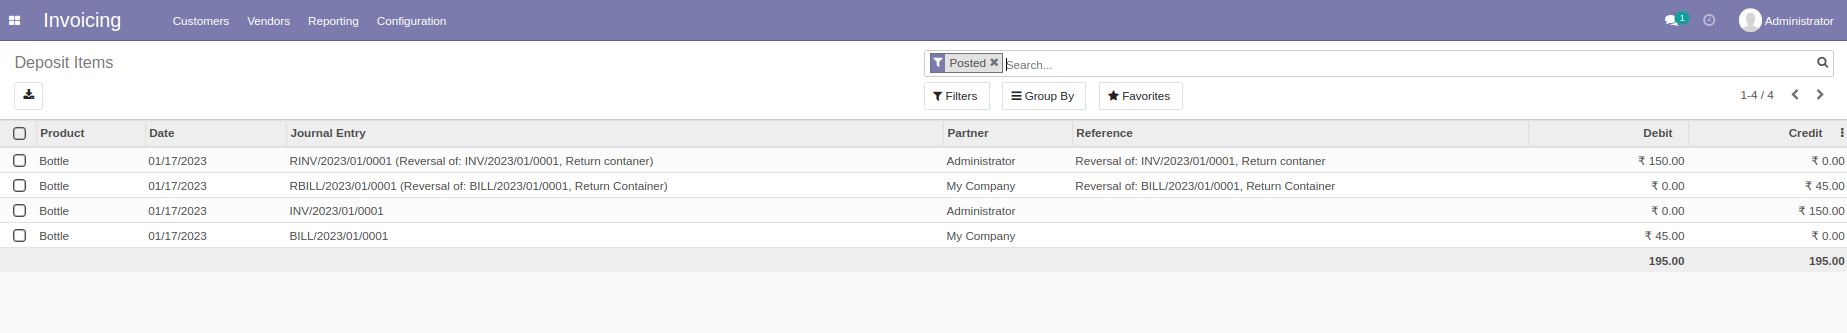 Invoicing Customers Vendors Reporting Configuration 1 Administrator
Deposit Items Posted Search...
Filters Group By Favorites 1-4 / 4
Product Date Journal Entry Partner Reference Debit Credit
Bottle 01/17/2023 RINV/2023/01/0001 (Reversal of: INV/2023/01/0001, Return contaner) Administrator Reversal of: INV/2023/01/0001, Return contaner ₹ 150.00 ₹ 0.00
Bottle 01/17/2023 RBILL/2023/01/0001 (Reversal of: BILL/2023/01/0001, Return Container) My Company Reversal of: BILL/2023/01/0001, Return Container ₹ 0.00 ₹ 45.00
Bottle 01/17/2023 INV/2023/01/0001 Administrator ₹ 0.00 ₹ 150.00
Bottle 01/17/2023 BILL/2023/01/0001 My Company ₹ 45.00 ₹ 0.00
195.00 195.00